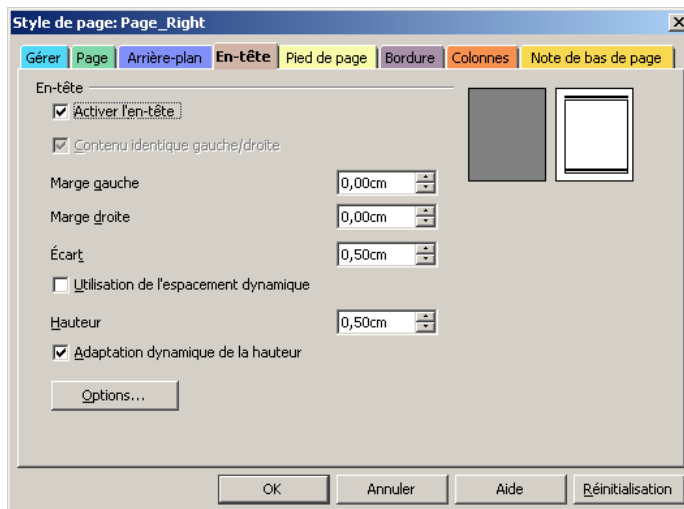 Style de page: Page_Right
Gérer Page Arrière-plan En-tête Pied de page Bordure Colonnes Note de bas de page
En-tête
Activer l'en-tête
Contenu identique gauche/droite
Marge gauche 0,00cm
Marge droite 0,00cm
Écart 0,50cm
Utilisation de l'espacement dynamique
Hauteur 0,50cm
Adaptation dynamique de la hauteur
Options...
OK Annuler Aide Réinitialisation